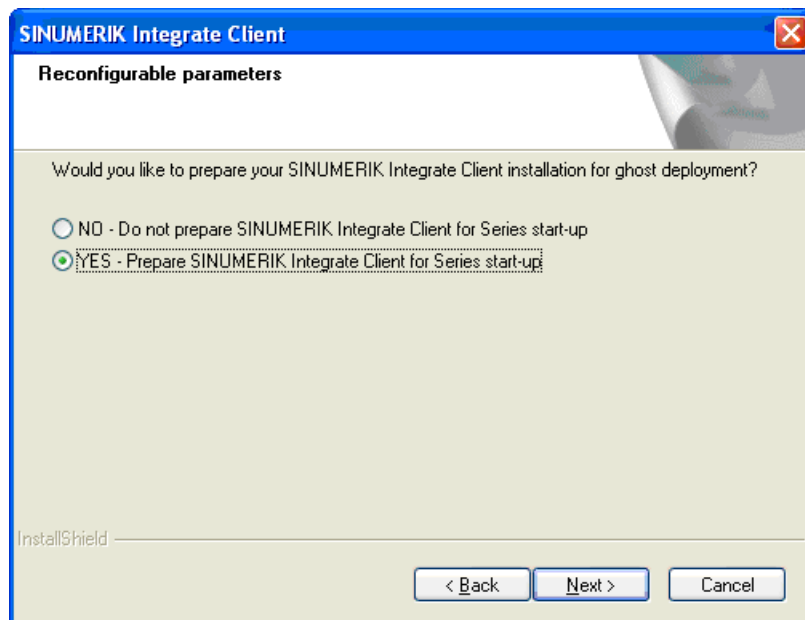 SINUMERIK Integrate Client
Reconfigurable parameters
Would you like to prepare your SINUMERIK Integrate Client installation for ghost deployment?
NO - Do not prepare SINUMERIK Integrate Client for Series start-up
YES - Prepare SINUMERIK Integrate Client for Series start-up
InstallShield
< Back
Next >
Cancel